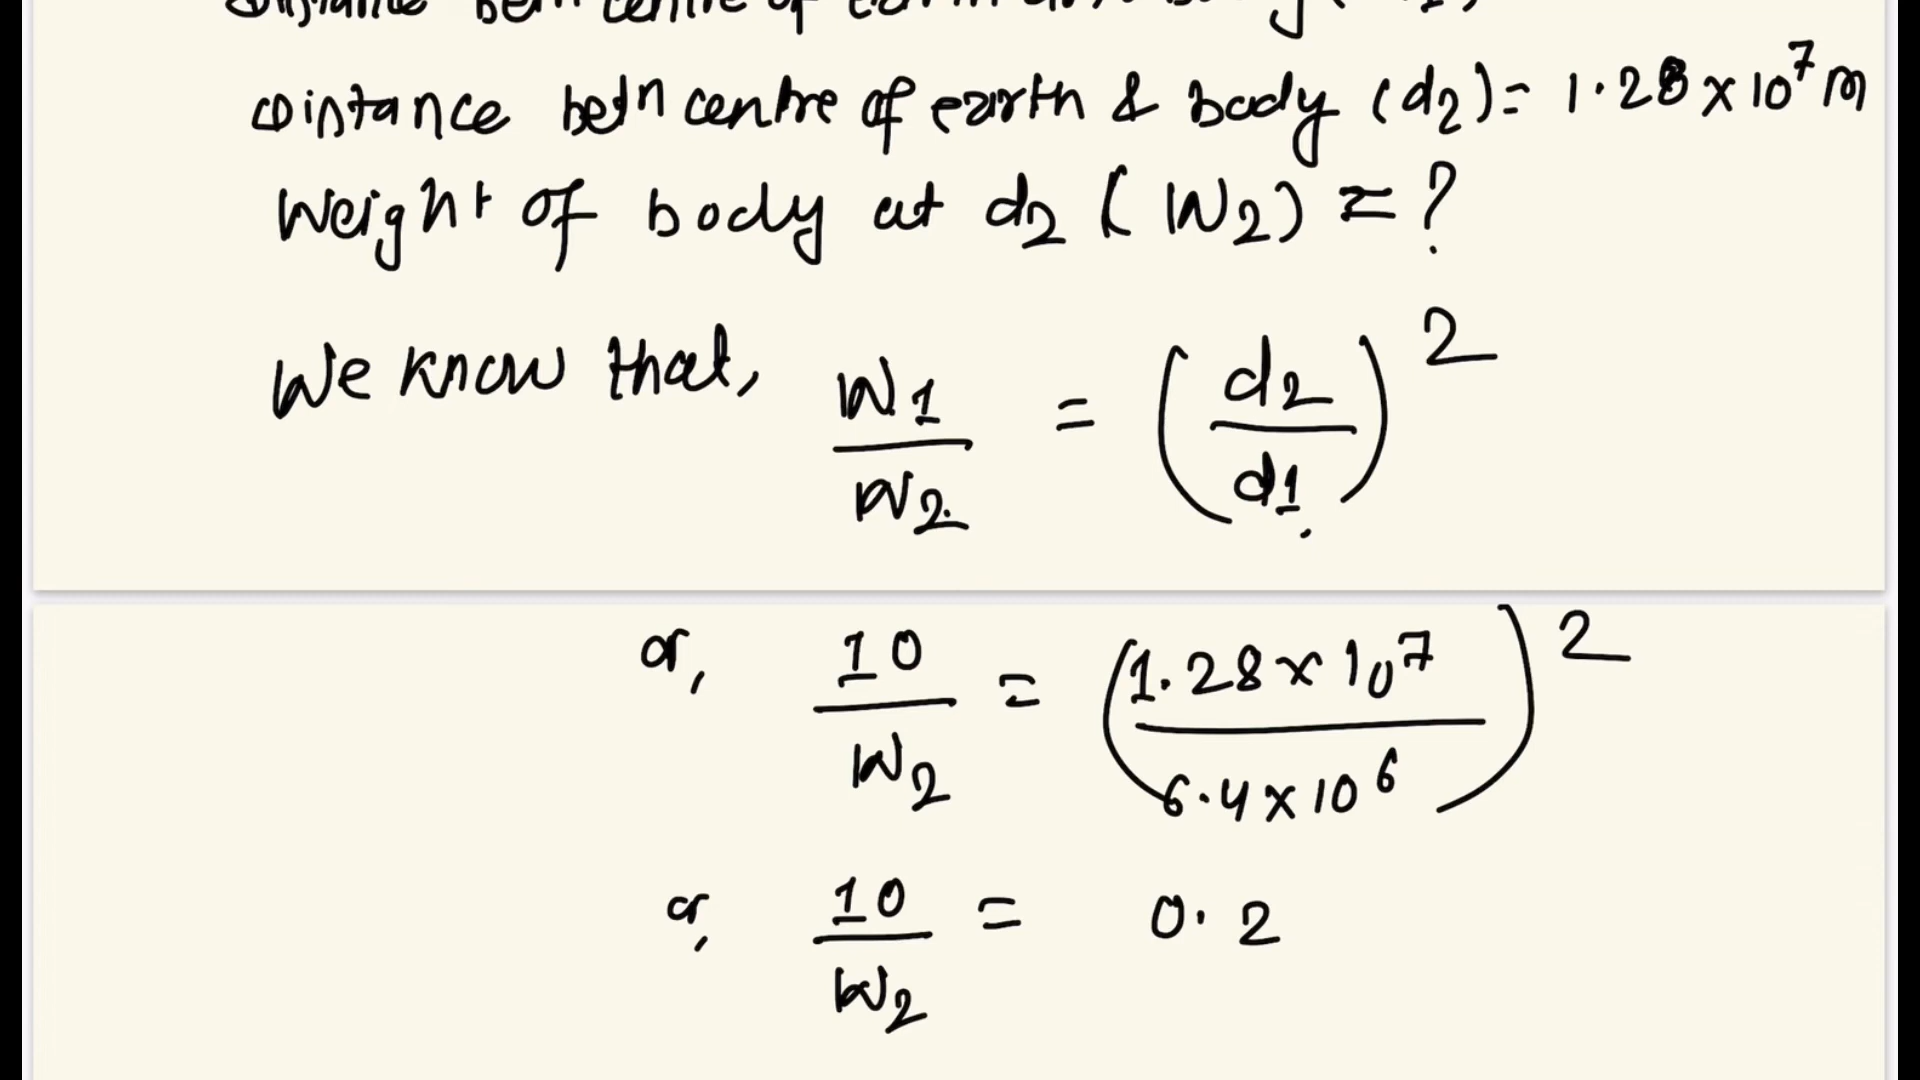 distance betn centre of earth & body (d2) = 1.28 x 10^7 m
Weight of body at d2 (W2) = ?
We know that, W1/W2 = (d2/d1)^2
or, 10/W2 = (1.28 x 10^7 / 6.4 x 10^6)^2
or, 10/W2 = 0.2